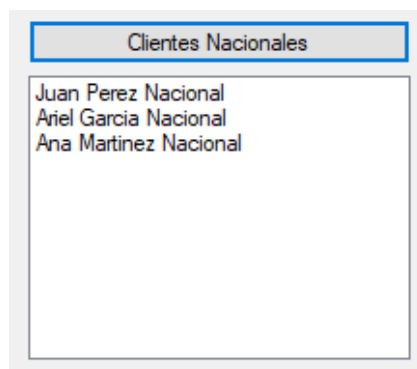 Clientes Nacionales
Juan Perez Nacional
Ariel Garcia Nacional
Ana Martinez Nacional